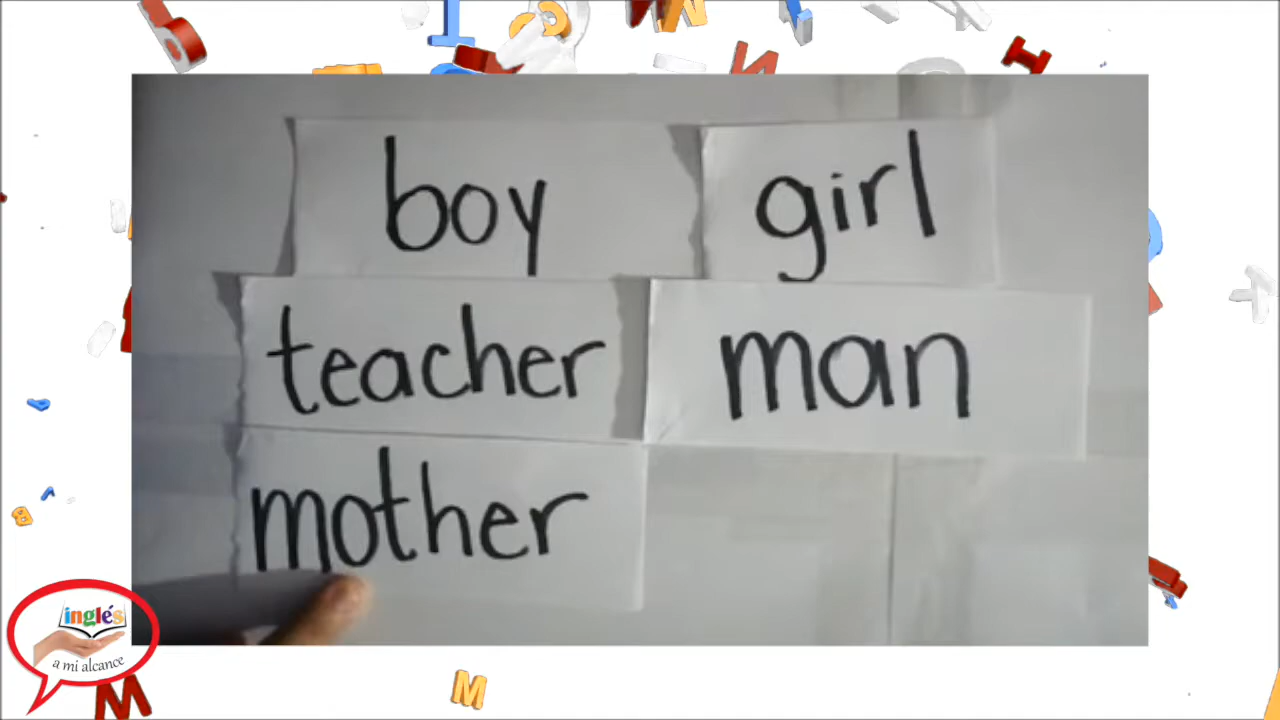 boy girl
teacher man
mother
inglés
a mi alcance